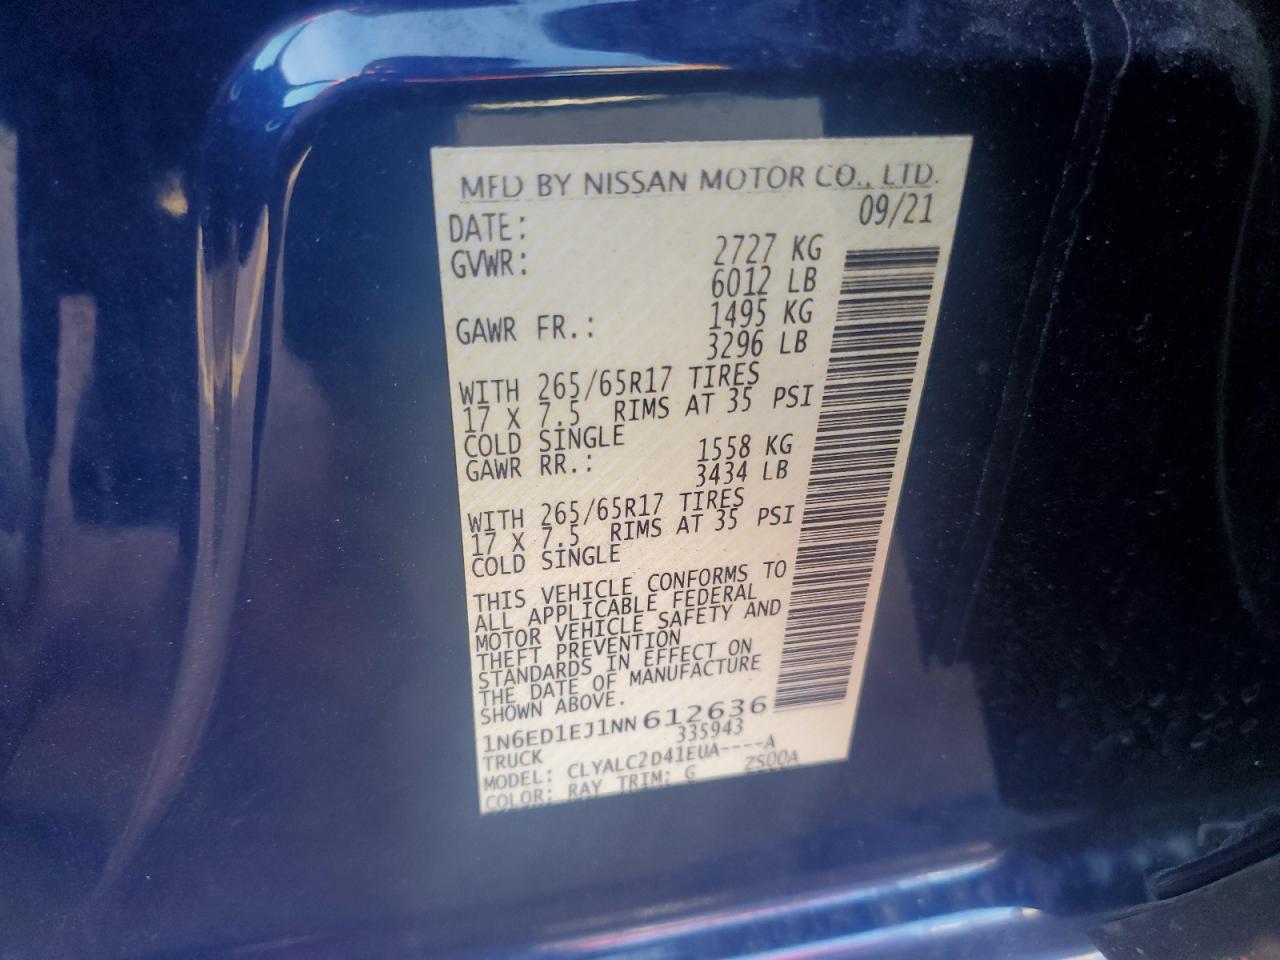 MFD BY NISSAN MOTOR CO., LTD.
DATE: 09/21
GVWR: 2727 KG
6012 LB
GAWR FR.: 1495 KG
3296 LB
WITH 265/65R17 TIRES
17 X 7.5 RIMS AT 35 PSI
COLD SINGLE
GAWR RR.: 1558 KG
3434 LB
WITH 265/65R17 TIRES
17 X 7.5 RIMS AT 35 PSI
COLD SINGLE
THIS VEHICLE CONFORMS TO
ALL APPLICABLE FEDERAL
MOTOR VEHICLE SAFETY AND
THEFT PREVENTION
STANDARDS IN EFFECT ON
THE DATE OF MANUFACTURE
SHOWN ABOVE.
1N6ED1EJ1NN 612636
TRUCK 335943
MODEL: CLYALC2D41EUA----A
COLOR: RAY TRIM: G ZS00A